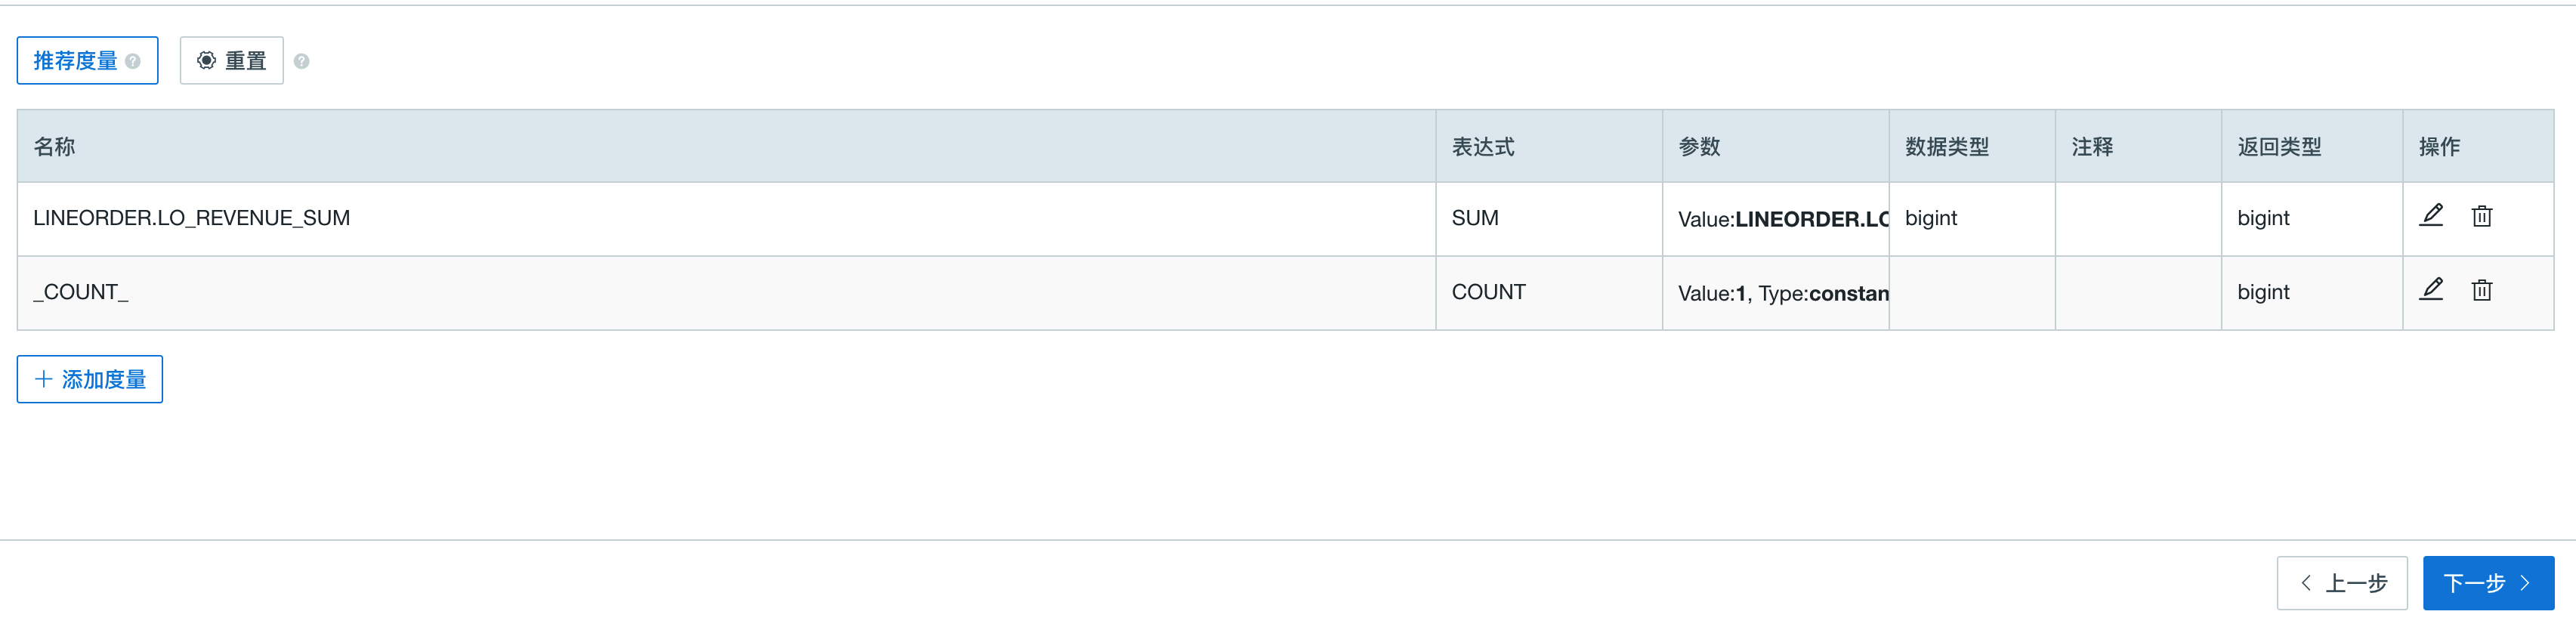 推荐度量 ? 重置 ?
名称 表达式 参数 数据类型 注释 返回类型 操作
LINEORDER.LO_REVENUE_SUM SUM Value:LINEORDER.LO bigint bigint
_COUNT_ COUNT Value:1, Type:constan bigint
+ 添加度量
< 上一步 下一步 >